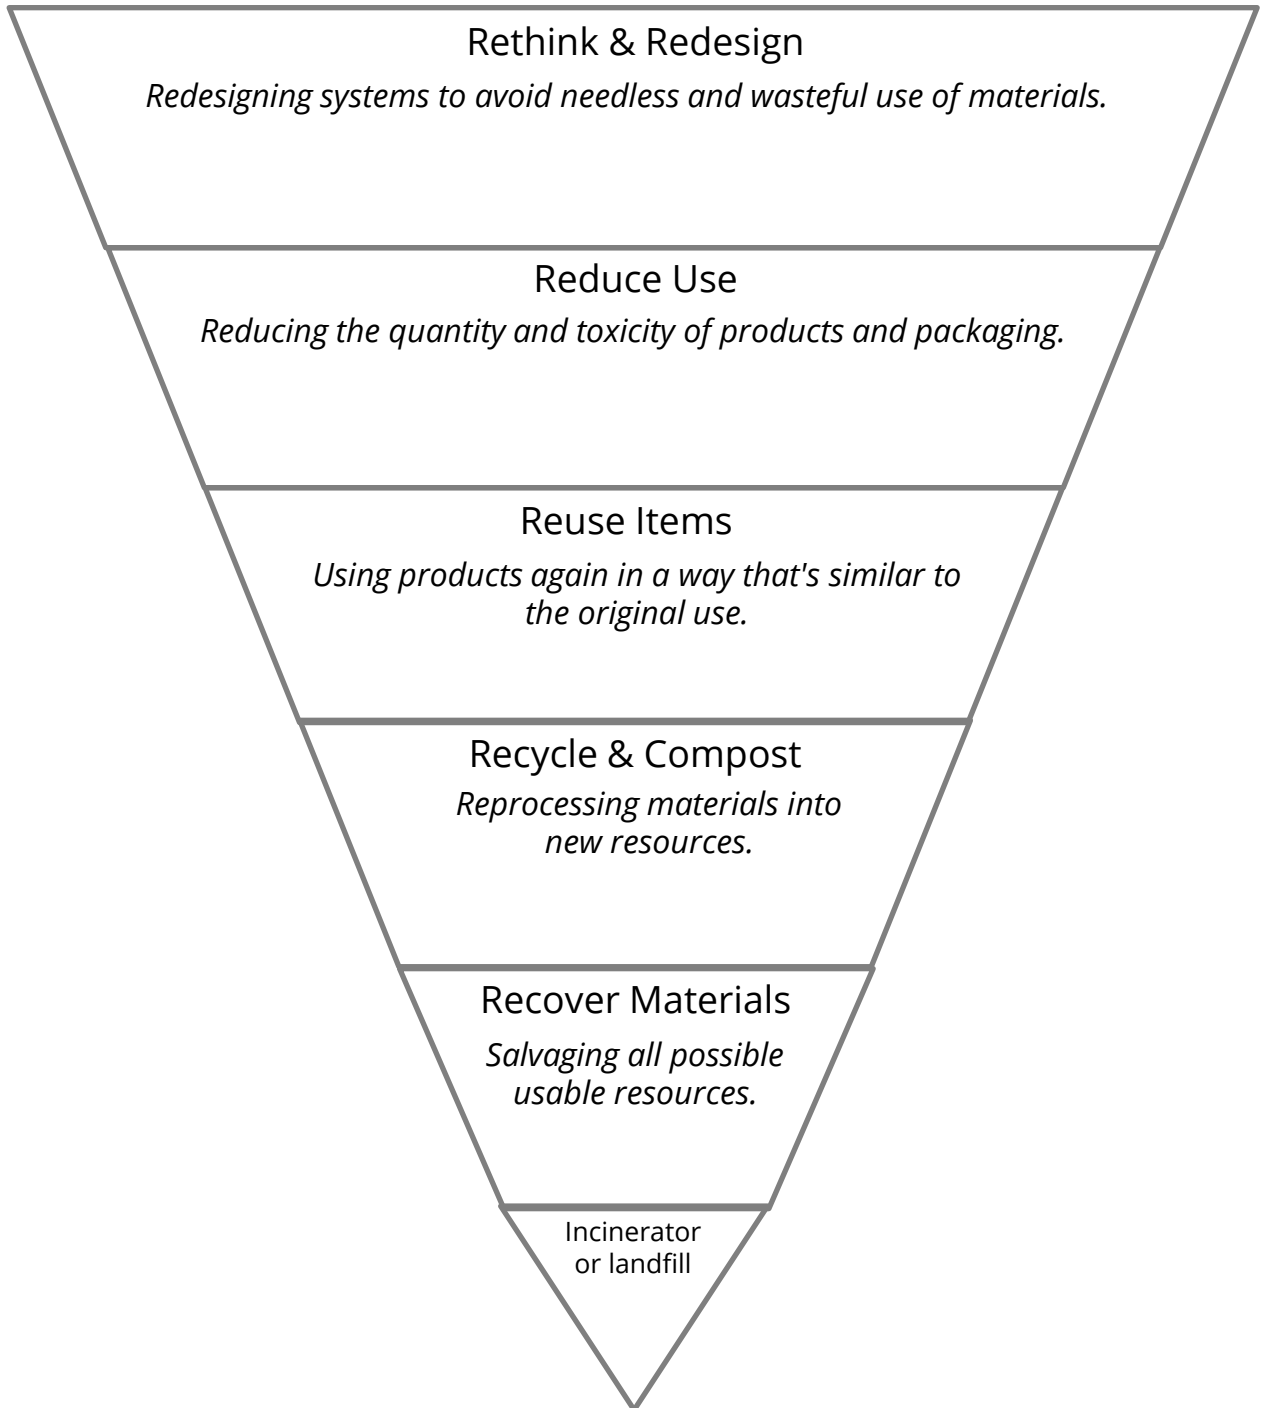 Rethink & Redesign
Redesigning systems to avoid needless and wasteful use of materials.
Reduce Use
Reducing the quantity and toxicity of products and packaging.
Reuse Items
Using products again in a way that's similar to
the original use.
Recycle & Compost
Reprocessing materials into
new resources.
Recover Materials
Salvaging all possible
usable resources.
Incinerator
or landfill